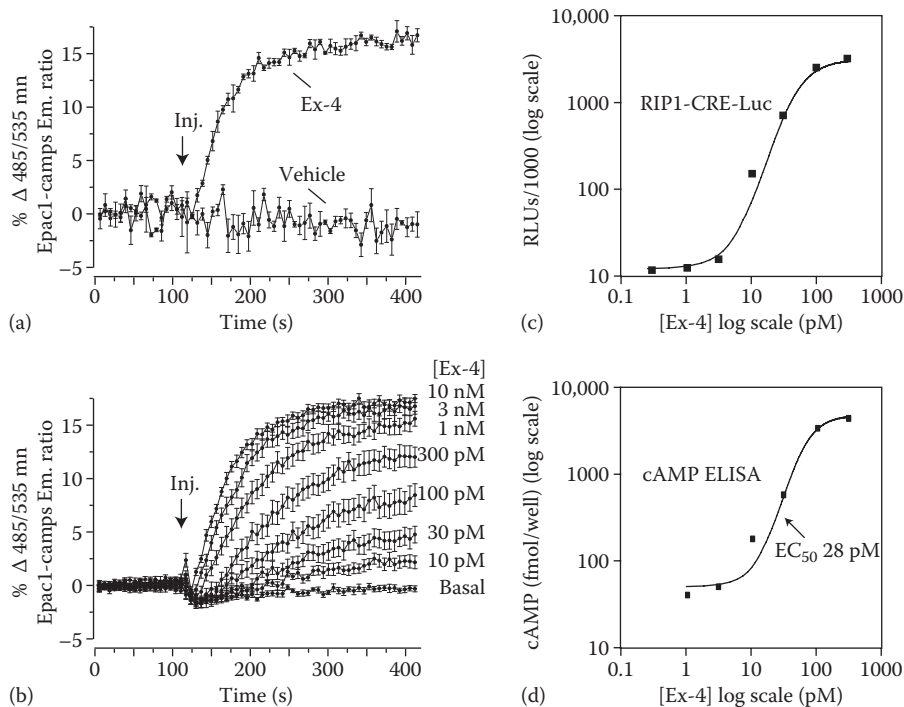 % Δ 485/535 mn
Epac1-camps Em. ratio
15
10
5
0
−5
Inj.
Ex-4
Vehicle
0
100
200
300
400
Time (s)
(a)
RLUs/1000 (log scale)
10,000
1000
100
10
RIP1-CRE-Luc
0.1
1
10
100
1000
[Ex-4] log scale (pM)
(c)
% Δ 485/535 mn
Epac1-camps Em. ratio
15
10
5
0
−5
Inj.
[Ex-4]
10 nM
3 nM
1 nM
300 pM
100 pM
30 pM
10 pM
Basal
0
100
200
300
400
Time (s)
(b)
cAMP (fmol/well) (log scale)
10,000
1000
100
10
cAMP ELISA
EC50 28 pM
0.1
1
10
100
1000
[Ex-4] log scale (pM)
(d)